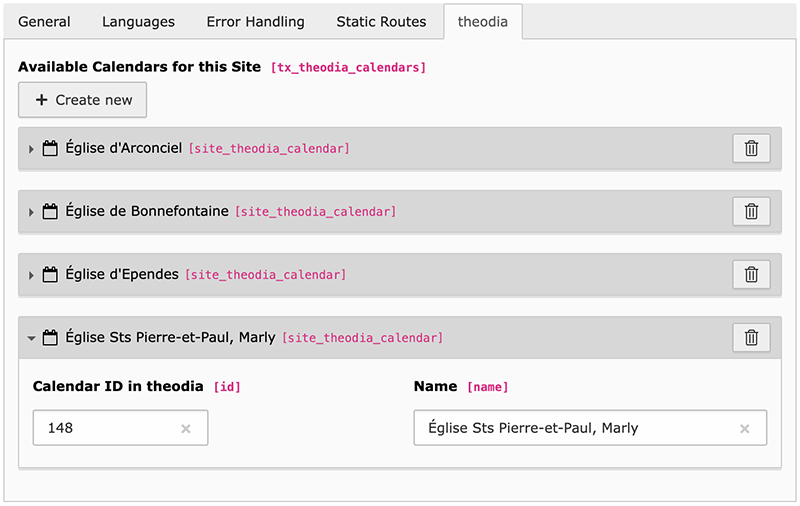 General Languages Error Handling Static Routes theodia
Available Calendars for this Site [tx_theodia_calendars]
+ Create new
Église d'Arconciel [site_theodia_calendar]
Église de Bonnefontaine [site_theodia_calendar]
Église d'Ependes [site_theodia_calendar]
Église Sts Pierre-et-Paul, Marly [site_theodia_calendar]
Calendar ID in theodia [id] Name [name]
148 Église Sts Pierre-et-Paul, Marly